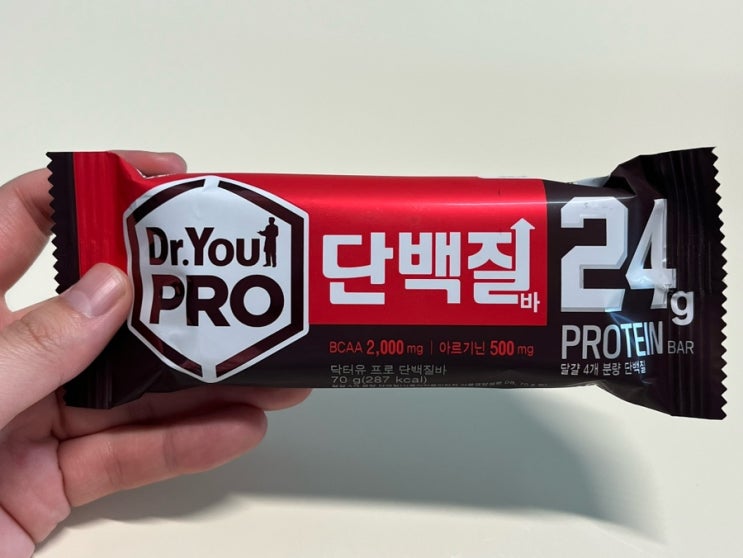 Dr.You
PRO
단백질바
24g
PROTEIN BAR
달걀 4개 분량 단백질
BCAA 2,000 mg | 아르기닌 500 mg
닥터유 프로 단백질바
70 g(287 kcal)